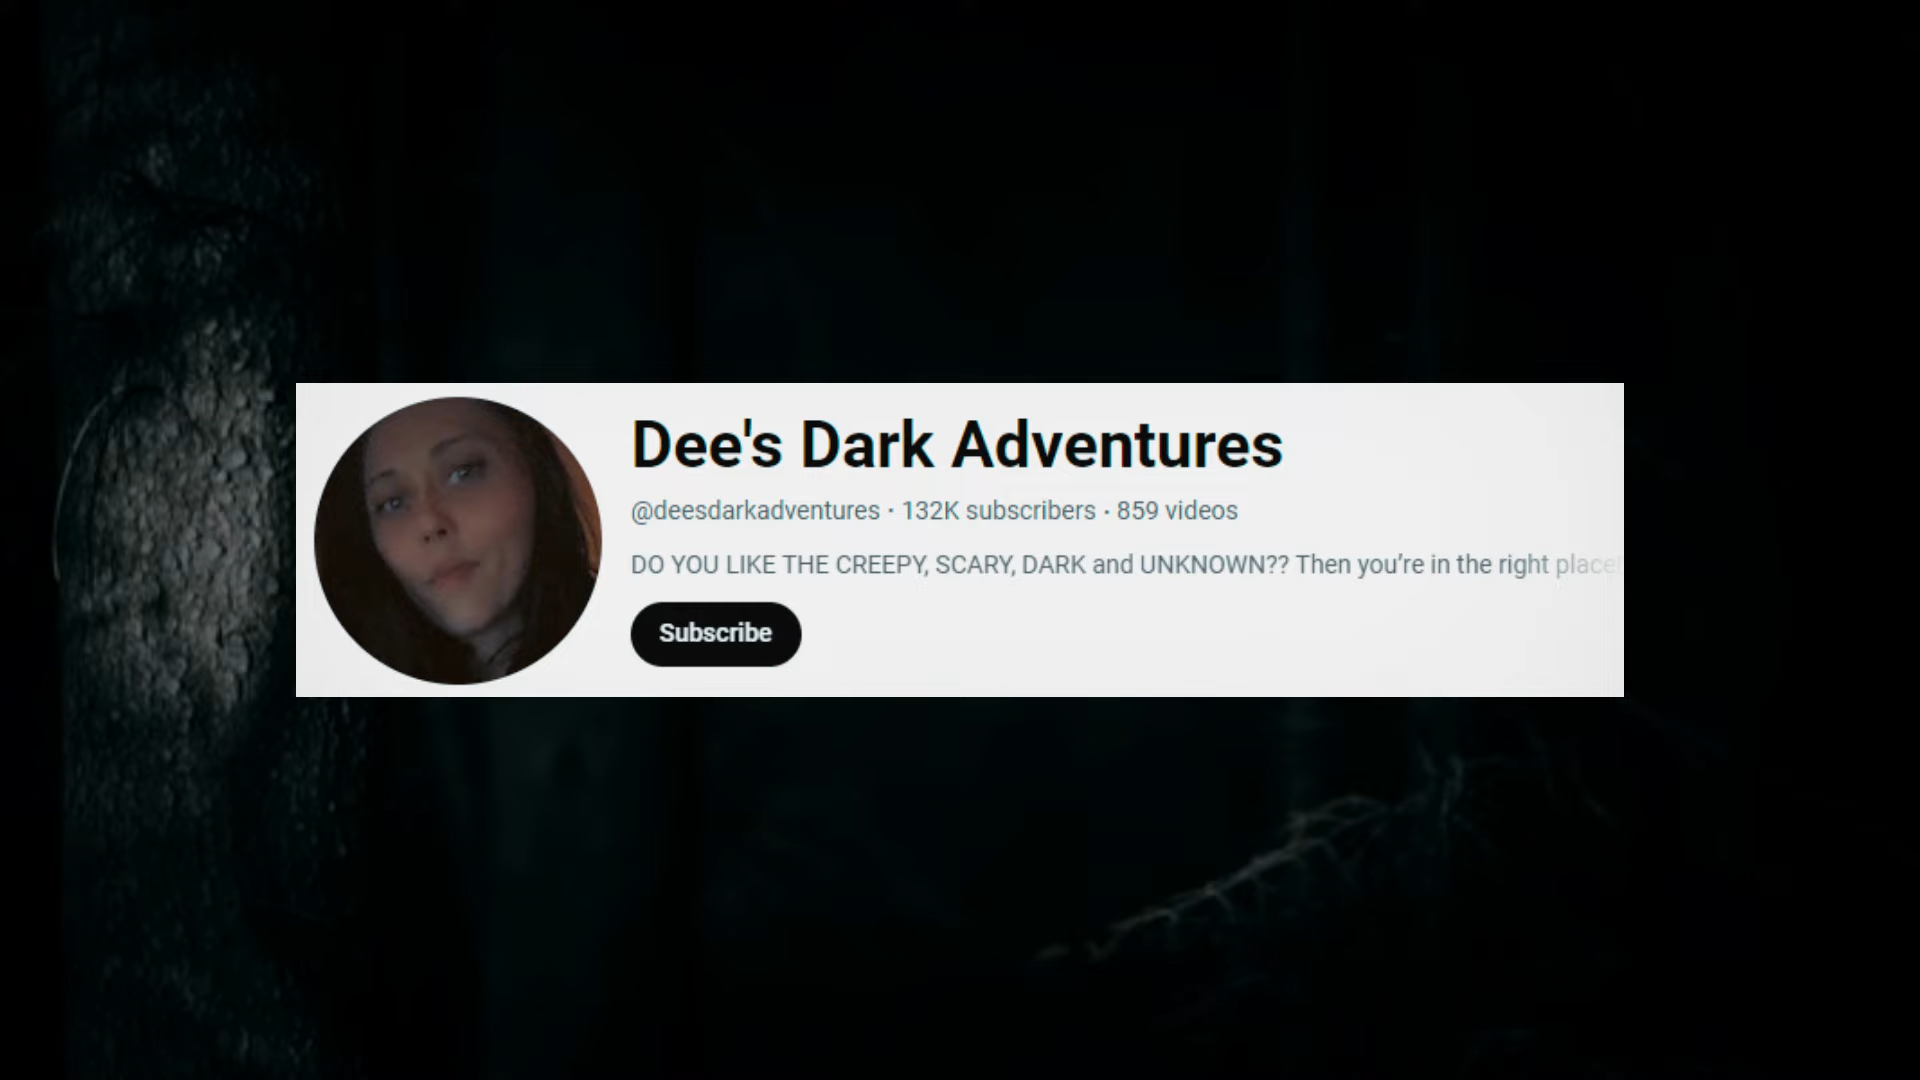 Dee's Dark Adventures
@deesdarkadventures · 132K subscribers · 859 videos
DO YOU LIKE THE CREEPY, SCARY, DARK and UNKNOWN?? Then you’re in the right place!
Subscribe